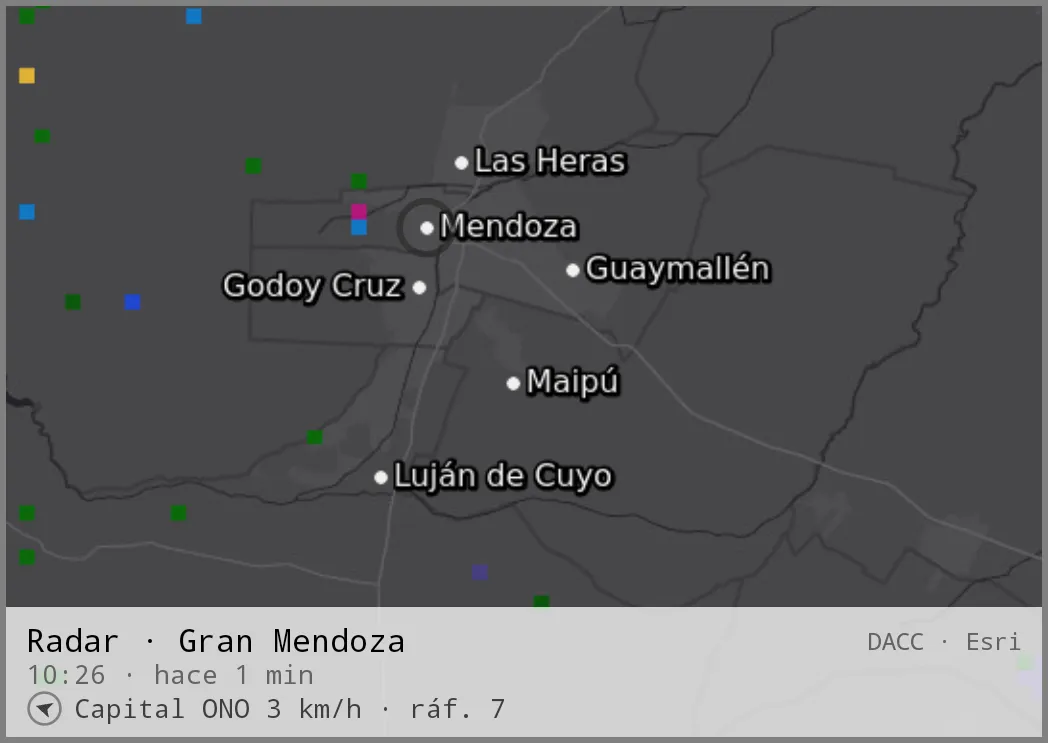 Las Heras
Mendoza
Guaymallén
Godoy Cruz
Maipú
Luján de Cuyo
Radar · Gran Mendoza
DACC · Esri
10:26 · hace 1 min
Capital ONO 3 km/h · ráf. 7